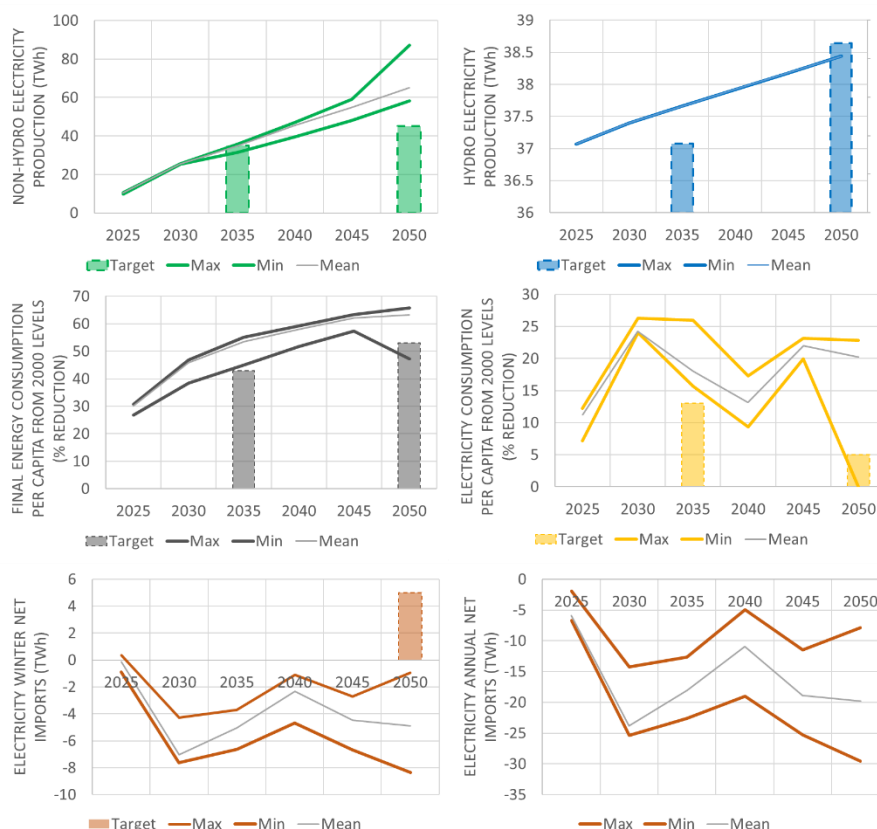 NON-HYDRO ELECTRICITY
PRODUCTION (TWh)
100
80
60
40
20
0
2025 2030 2035 2040 2045 2050
Target Max Min Mean
HYDRO ELECTRICITY
PRODUCTION (TWh)
39
38.5
38
37.5
37
36.5
36
2025 2030 2035 2040 2045 2050
Target Max Min Mean
FINAL ENERGY CONSUMPTION
PER CAPITA FROM 2000 LEVELS
(% REDUCTION)
70
60
50
40
30
20
10
0
2025 2030 2035 2040 2045 2050
Target Max Min Mean
ELECTRICITY CONSUMPTION
PER CAPITA FROM 2000 LEVELS
(% REDUCTION)
30
25
20
15
10
5
0
2025 2030 2035 2040 2045 2050
Target Max Min Mean
ELECTRICITY WINTER NET
IMPORTS (TWh)
6
4
2
0
-2
-4
-6
-8
-10
2025 2030 2035 2040 2045 2050
Target Max Min Mean
ELECTRICITY ANNUAL NET
IMPORTS (TWh)
0
-5
-10
-15
-20
-25
-30
-35
2025 2030 2035 2040 2045 2050
Max Min Mean